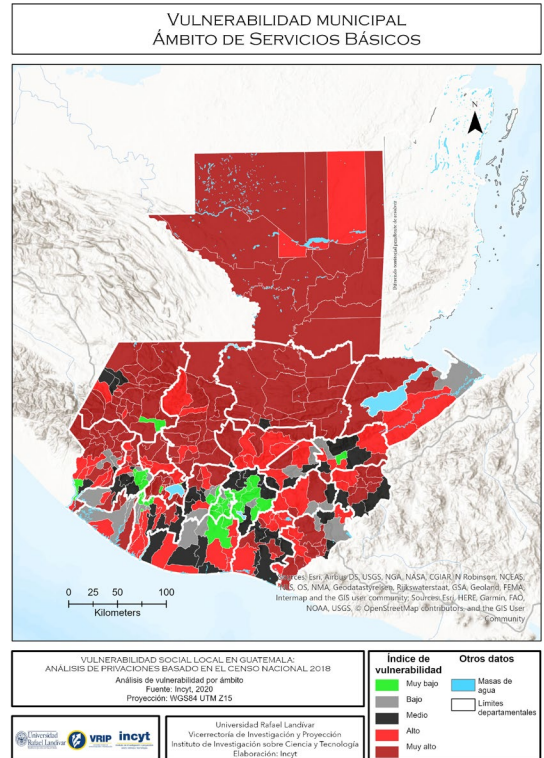 VULNERABILIDAD MUNICIPAL
ÁMBITO DE SERVICIOS BÁSICOS
N
Sources: Esri, Airbus DS, USGS, NGA, NASA, CGIAR, N Robinson, NCEAS,
NLS, OS, NMA, Geodatastyrelsen, Rijkswaterstaat, GSA, Geoland, FEMA,
Intermap and the GIS user community; Sources: Esri, HERE, Garmin, FAO,
NOAA, USGS, © OpenStreetMap contributors, and the GIS User
Community
0 25 50 100
Kilometers
VULNERABILIDAD SOCIAL LOCAL EN GUATEMALA:
ANÁLISIS DE PRIVACIONES BASADO EN EL CENSO NACIONAL 2018
Análisis de vulnerabilidad por ámbito
Fuente: Incyt, 2020
Proyección: WGS84 UTM Z15
Universidad
Rafael Landívar
VRIP
incyt
Universidad Rafael Landívar
Vicerrectoría de Investigación y Proyección
Instituto de Investigación sobre Ciencia y Tecnología
Elaboración: Incyt
Índice de
vulnerabilidad
Muy bajo
Bajo
Medio
Alto
Muy alto
Otros datos
Masas de
agua
Límites
departamentales